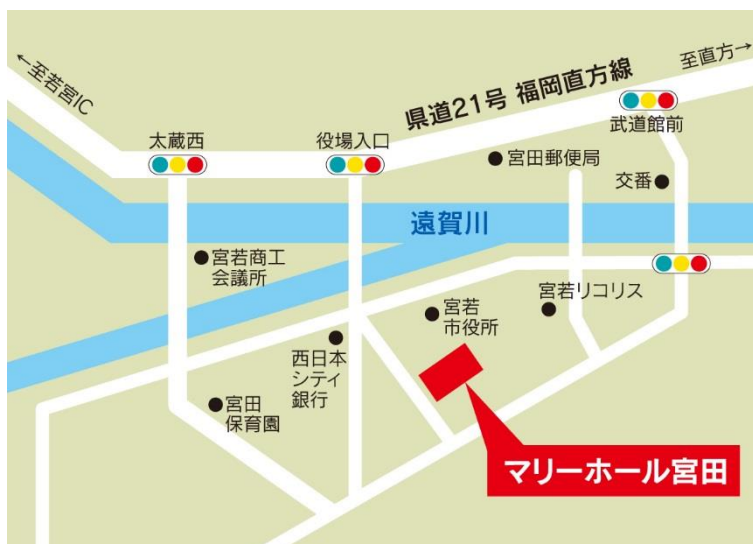 ←至若宮IC
県道21号 福岡直方線
至直方→
太蔵西
役場入口
武道館前
宮田郵便局
交番
遠賀川
宮若商工
会議所
宮若
市役所
宮若リコリス
西日本
シティ
銀行
宮田
保育園
マリーホール宮田